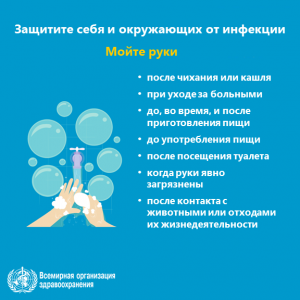 Защитите себя и окружающих от инфекции
Мойте руки
• после чихания или кашля
• при уходе за больными
• до, во время, и после
приготовления пищи
• до употребления пищи
• после посещения туалета
• когда руки явно
загрязнены
• после контакта с
животными или отходами
их жизнедеятельности
Всемирная организация
здравоохранения